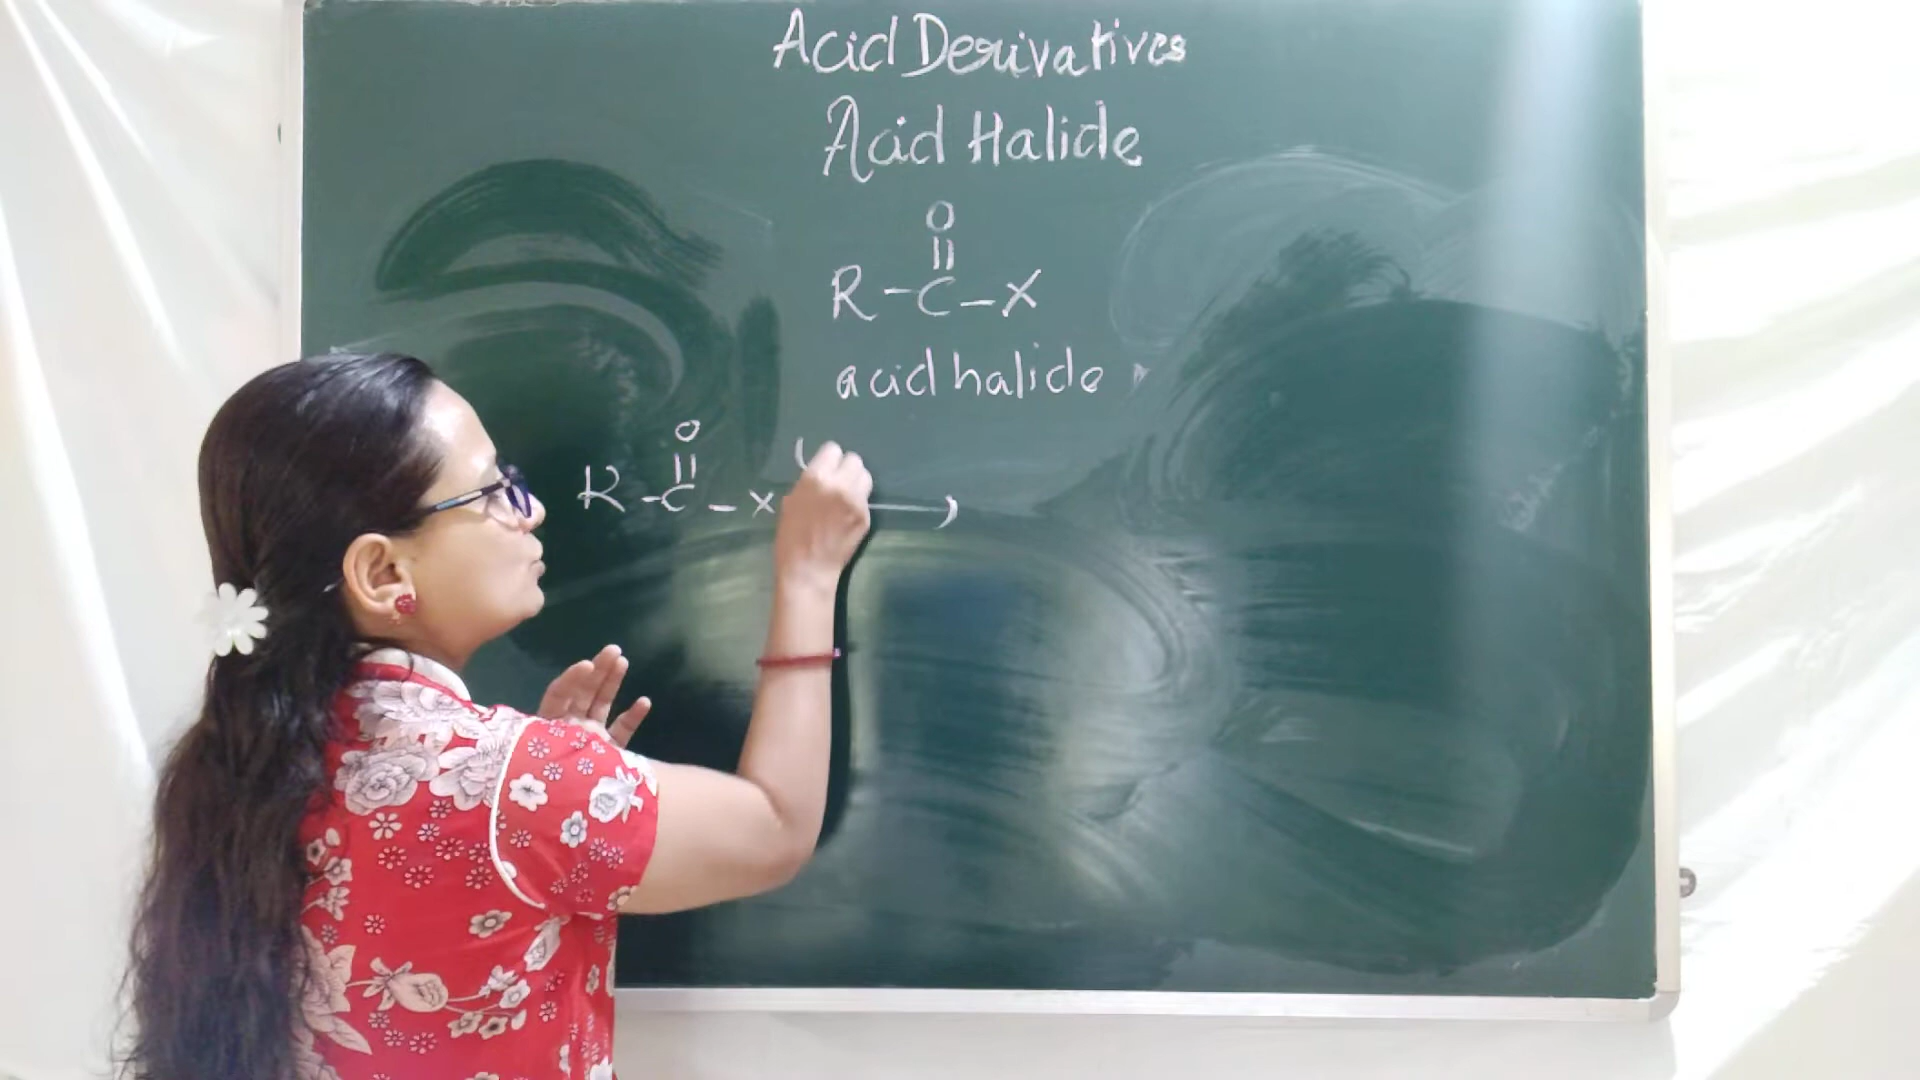 Acid Derivatives
Acid Halide
O
||
R - C - X
acid halide
O
||
R - C - X